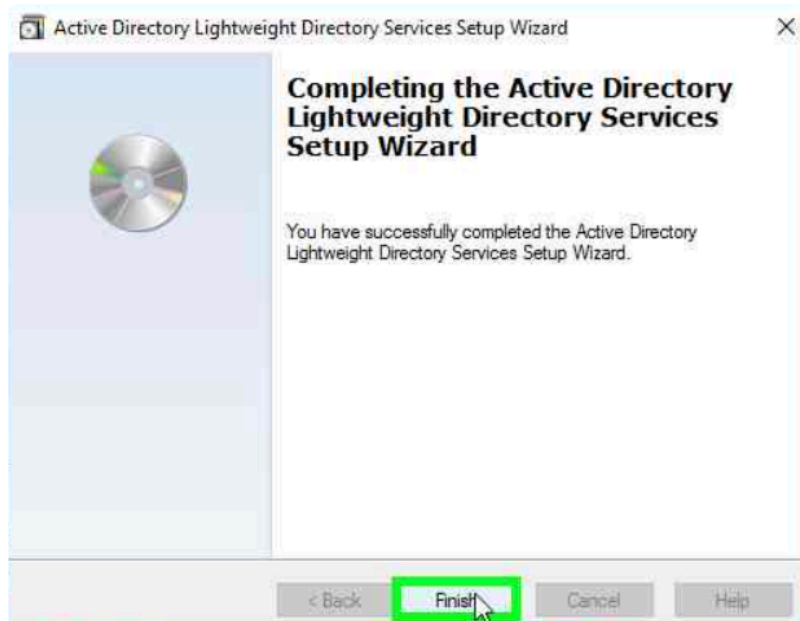 Active Directory Lightweight Directory Services Setup Wizard
Completing the Active Directory
Lightweight Directory Services
Setup Wizard
You have successfully completed the Active Directory
Lightweight Directory Services Setup Wizard.
< Back Finish Cancel Help